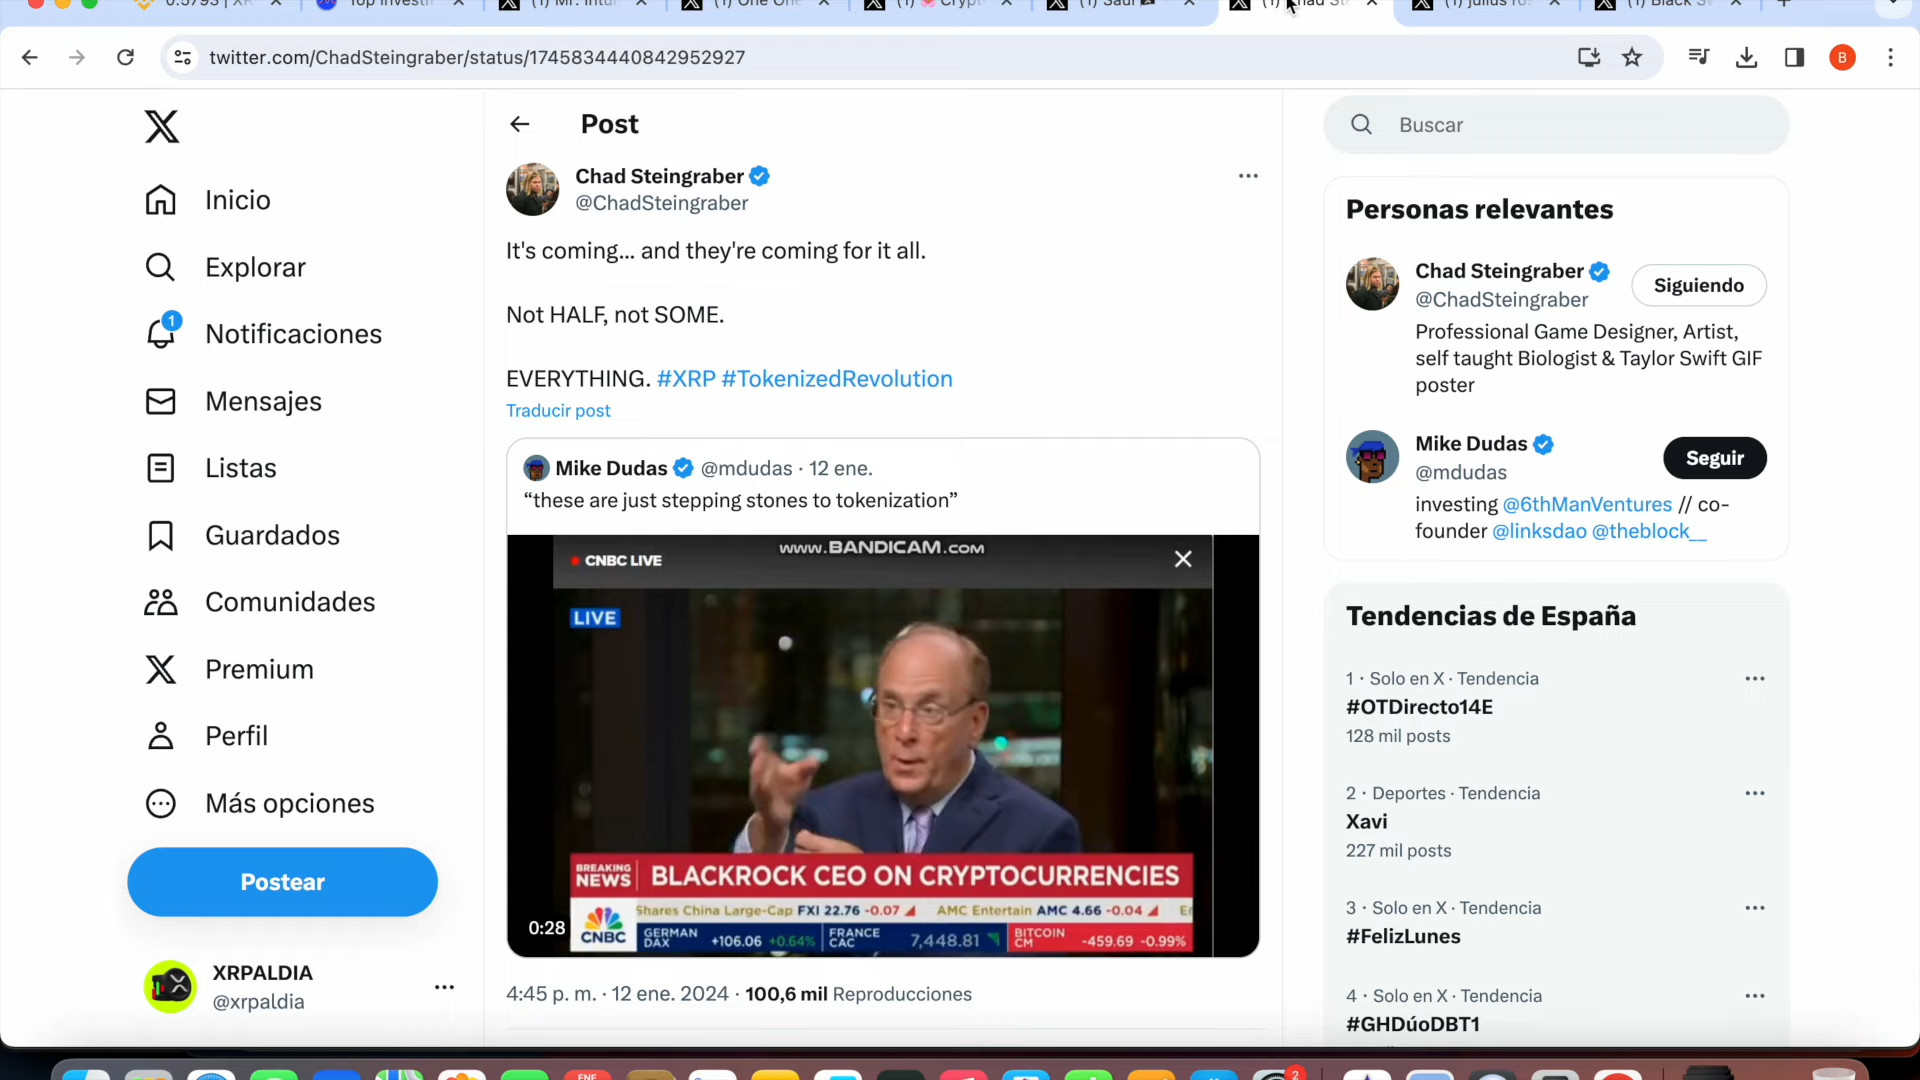 twitter.com/ChadSteingraber/status/1745834440842952927
B
Post
Buscar
Inicio
Explorar
1
Notificaciones
Mensajes
Listas
Guardados
Comunidades
Premium
Perfil
Más opciones
Postear
XRPALDIA
@xrpaldia
Chad Steingraber
@ChadSteingraber
It's coming... and they're coming for it all.
Not HALF, not SOME.
EVERYTHING. #XRP #TokenizedRevolution
Traducir post
Mike Dudas @mdudas · 12 ene.
“these are just stepping stones to tokenization”
www.BANDICAM.com
CNBC LIVE
LIVE
BREAKING NEWS BLACKROCK CEO ON CRYPTOCURRENCIES
Shares China Large-Cap FXI 22.76 -0.07 AMC Entertain AMC 4.66 -0.04
0:28
CNBC
GERMAN DAX +106.06 +0.64% FRANCE CAC 7,448.81 BITCOIN CM -459.69 -0.99%
4:45 p. m. · 12 ene. 2024 · 100,6 mil Reproducciones
Personas relevantes
Chad Steingraber
@ChadSteingraber
Siguiendo
Professional Game Designer, Artist,
self taught Biologist & Taylor Swift GIF
poster
Mike Dudas
@mdudas
Seguir
investing @6thManVentures // co-
founder @linksdao @theblock__
Tendencias de España
1 · Solo en X · Tendencia
#OTDirecto14E
128 mil posts
2 · Deportes · Tendencia
Xavi
227 mil posts
3 · Solo en X · Tendencia
#FelizLunes
4 · Solo en X · Tendencia
#GHDúoDBT1
ENE
2